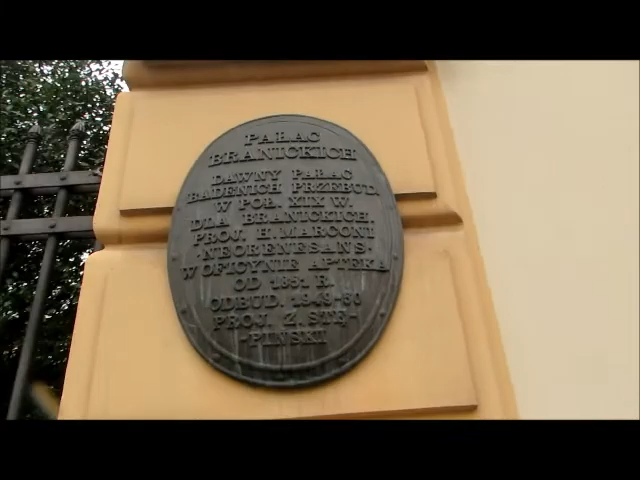 PAŁAC
BRANICKICH
DAWNY PAŁAC
BADENICH PRZEBUD.
W POŁ. XIX W.
DLA BRANICKICH.
PROJ. H. MARCONI
·NEORENESANS·
W OFICYNIE APTEKA
OD 1851 R.
ODBUD. 1949-50
PROJ. Z. STĘ-
-PIŃSKI